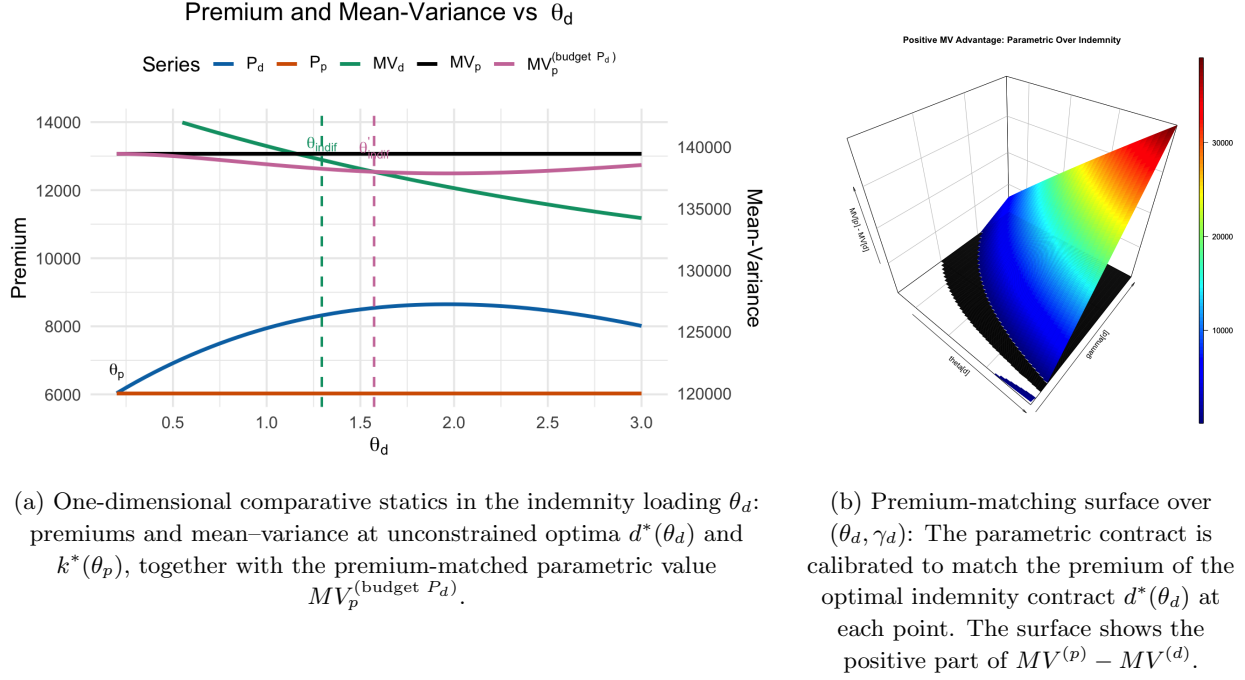 Premium and Mean-Variance vs θd
Series Pd Pp MVd MVp MVp(budget Pd)
14000
12000
10000
8000
6000
Premium
140000
135000
130000
125000
120000
Mean-Variance
θindif
θ'indif
θp
0.5 1.0 1.5 2.0 2.5 3.0
θd
Positive MV Advantage: Parametric Over Indemnity
MV[p] - MV[d]
theta[d]
gamma[d]
30000
20000
10000
(a) One-dimensional comparative statics in the indemnity loading θd:
premiums and mean–variance at unconstrained optima d*(θd) and
k*(θp), together with the premium-matched parametric value
MVp(budget Pd).
(b) Premium-matching surface over
(θd, γd): The parametric contract is
calibrated to match the premium of the
optimal indemnity contract d*(θd) at
each point. The surface shows the
positive part of MV(p) − MV(d).